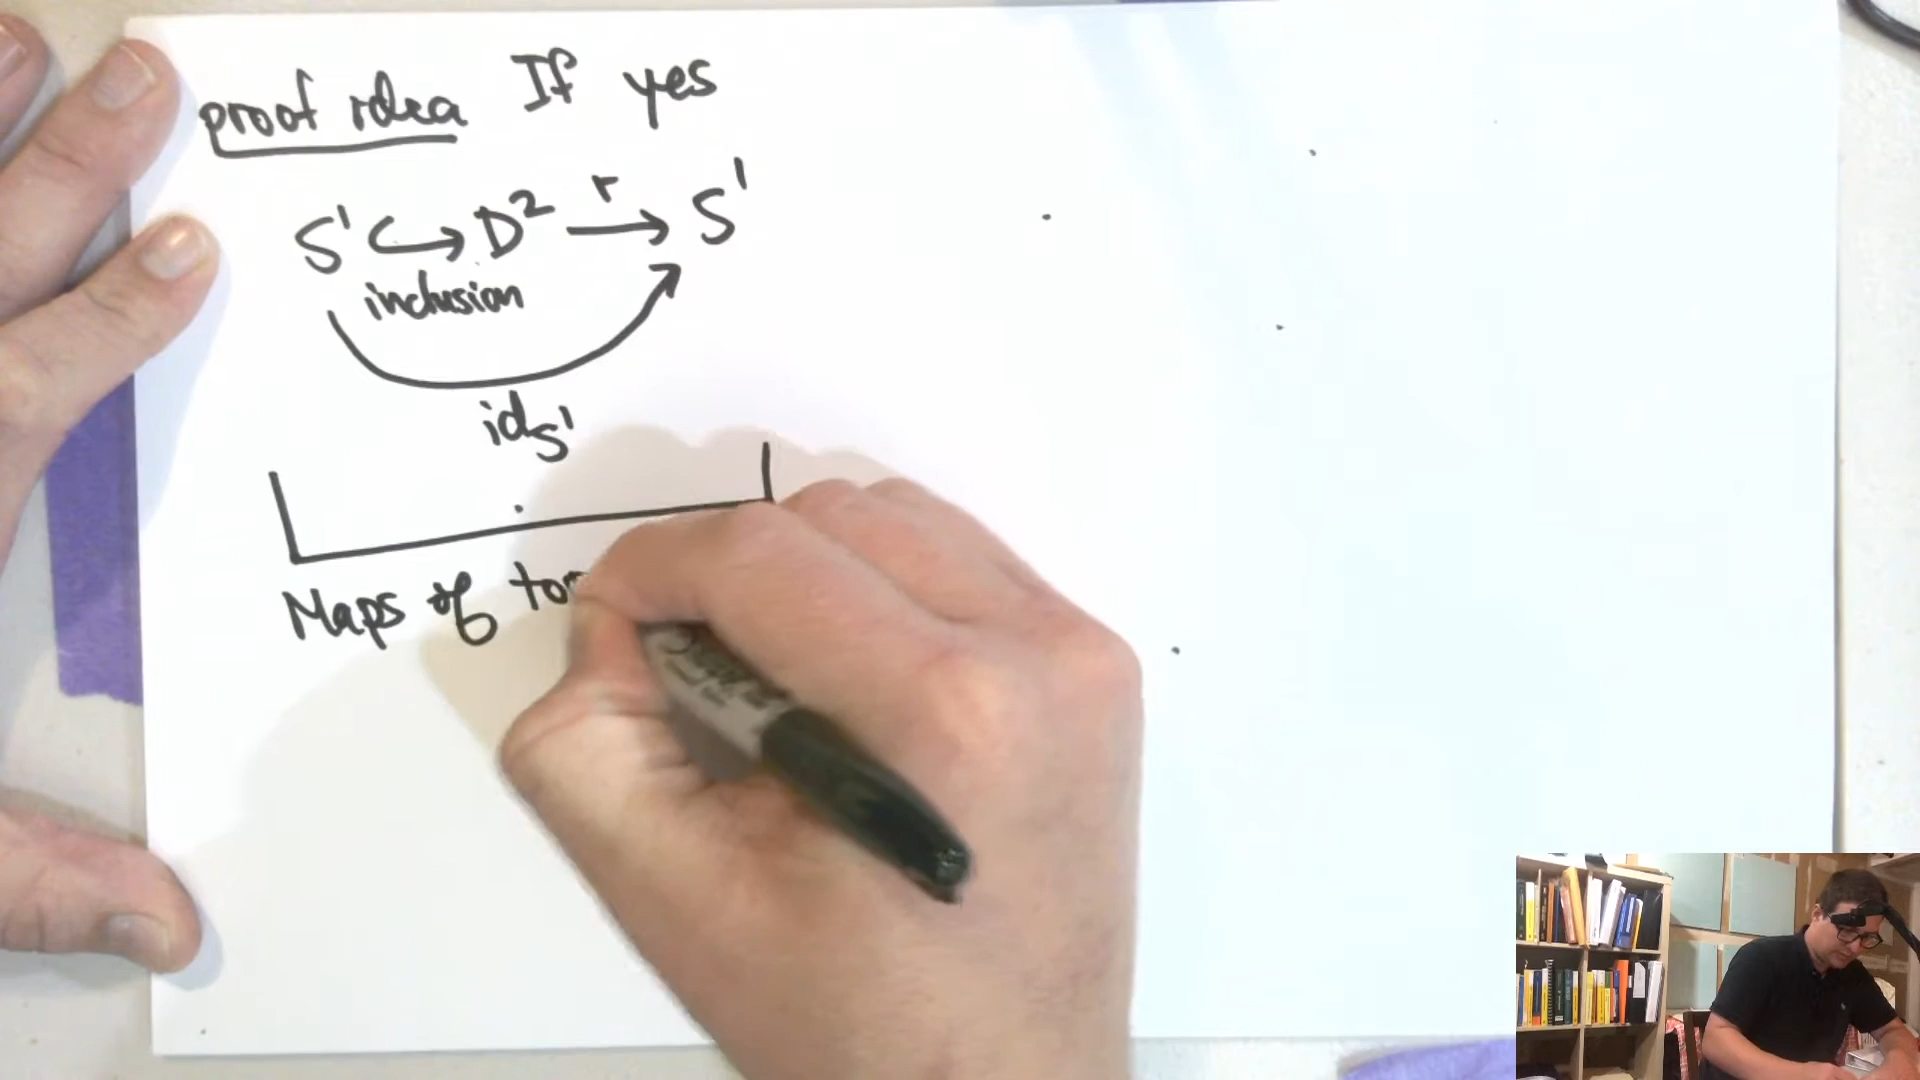 proof idea If yes
S¹ ↪ D² → S¹
r
inclusion
id_S¹
Maps of to